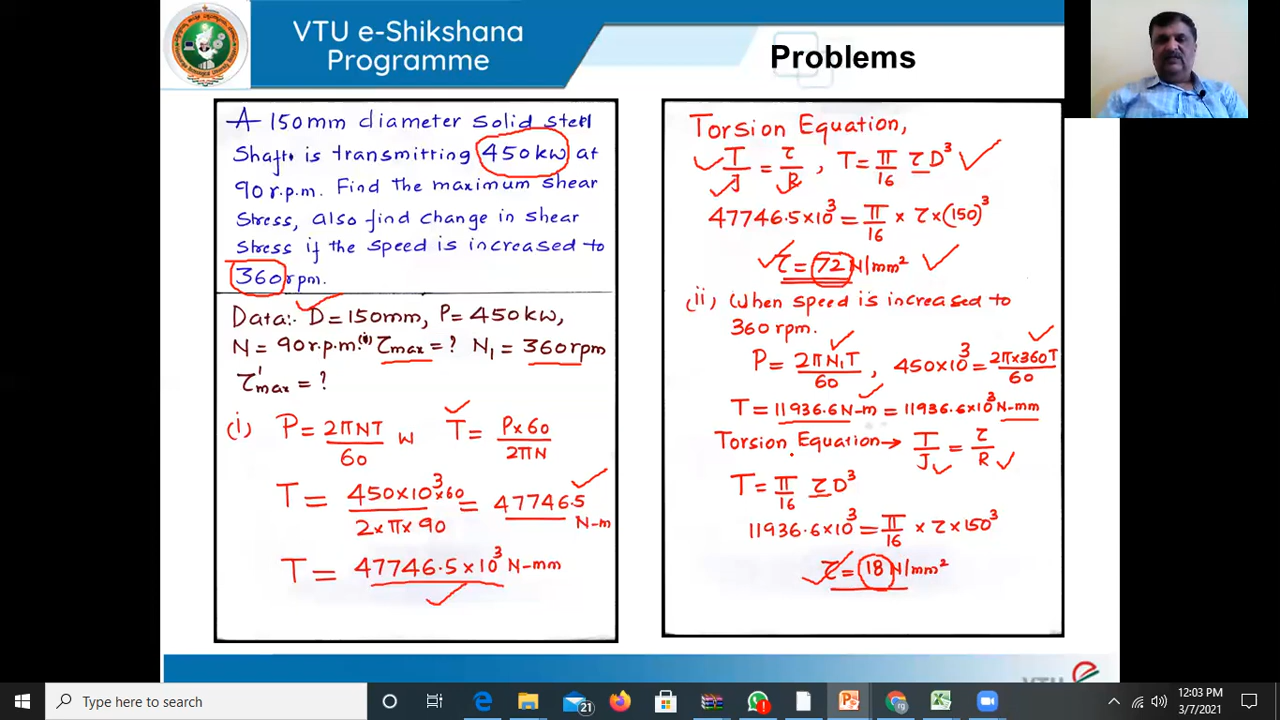 VTU e-Shikshana
Programme
Problems
A 150mm diameter solid steel
Shaft is transmitting 450kw at
90 r.p.m. Find the maximum shear
Stress, also find change in shear
Stress if the speed is increased to
360 rpm.
Data:- D=150mm, P=450kw,
N = 90 r.p.m. (i) τmax = ? N₁ = 360rpm
τ'max = ?
(i) P = 2πNT/60 W T = P×60/2πN
T = 450×10³×60/2×π×90 = 47746.5 N-m
T = 47746.5×10³ N-mm
Torsion Equation,
T/J = τ/R, T = π/16 τD³
47746.5×10³ = π/16 × τ×(150)³
τ = 72 N/mm²
(ii) When speed is increased to
360 rpm.
P = 2πN₁T/60, 450×10³ = 2π×360T/60
T = 11936.6 N-m = 11936.6×10³ N-mm
Torsion Equation → T/J = τ/R
T = π/16 τD³
11936.6×10³ = π/16 × τ×150³
τ = 18 N/mm²
VTU
Type here to search
21
12:03 PM
3/7/2021